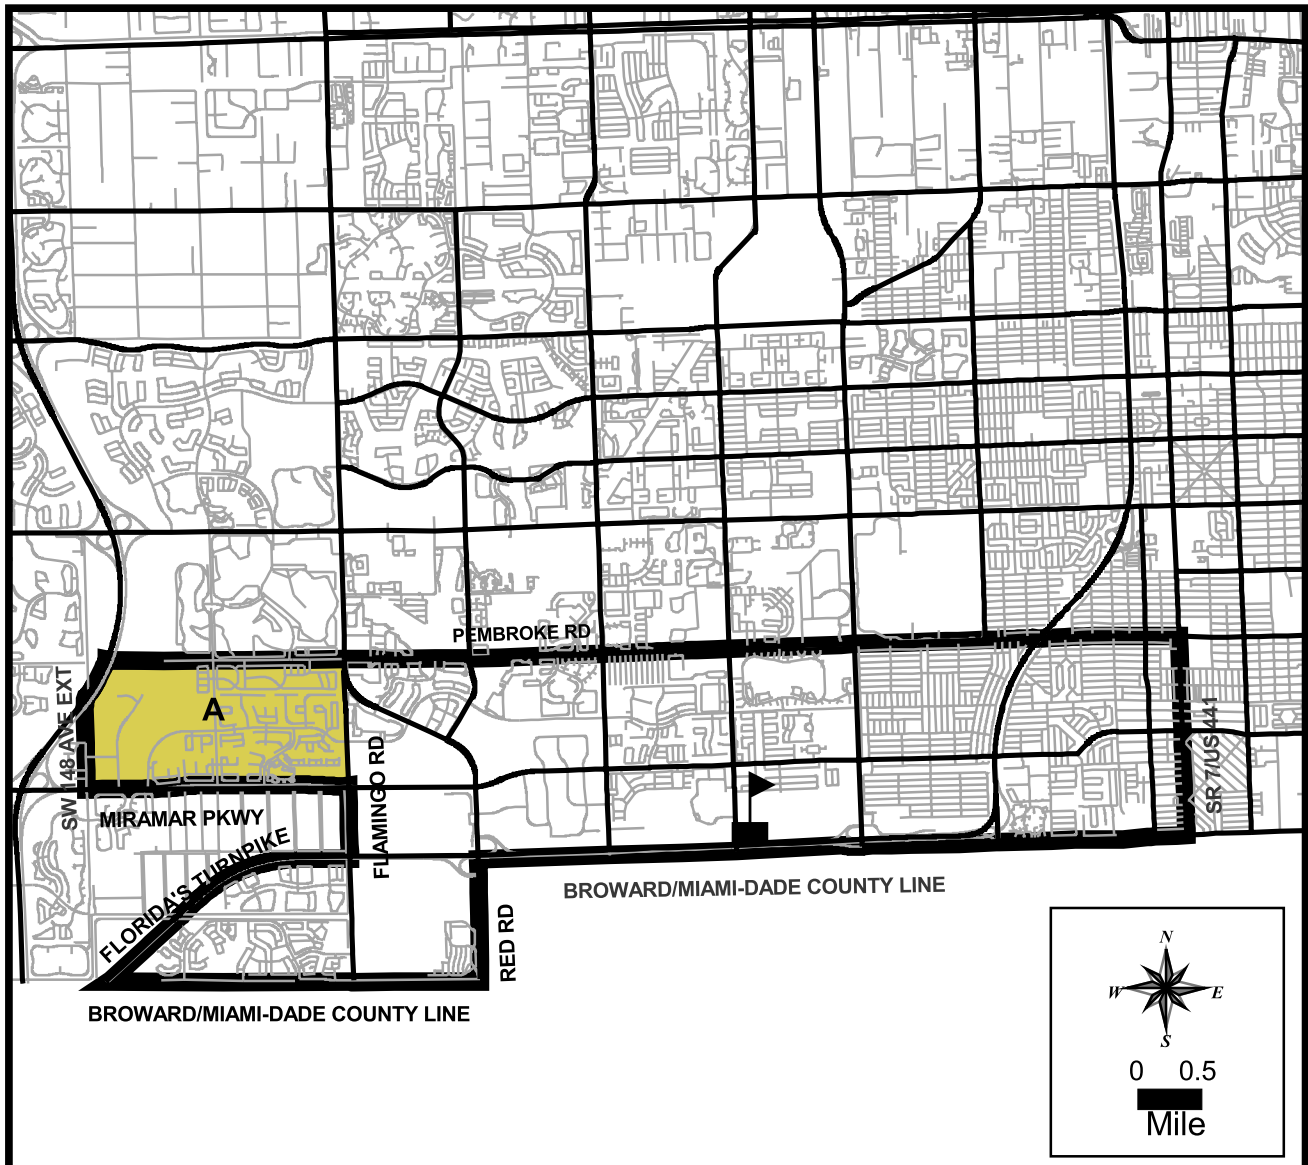 PEMBROKE RD
SW 148 AVE EXT
A
FLAMINGO RD
SR 7/US 441
MIRAMAR PKWY
FLORIDA'S TURNPIKE
BROWARD/MIAMI-DADE COUNTY LINE
RED RD
BROWARD/MIAMI-DADE COUNTY LINE
N
W E
S
0 0.5
Mile